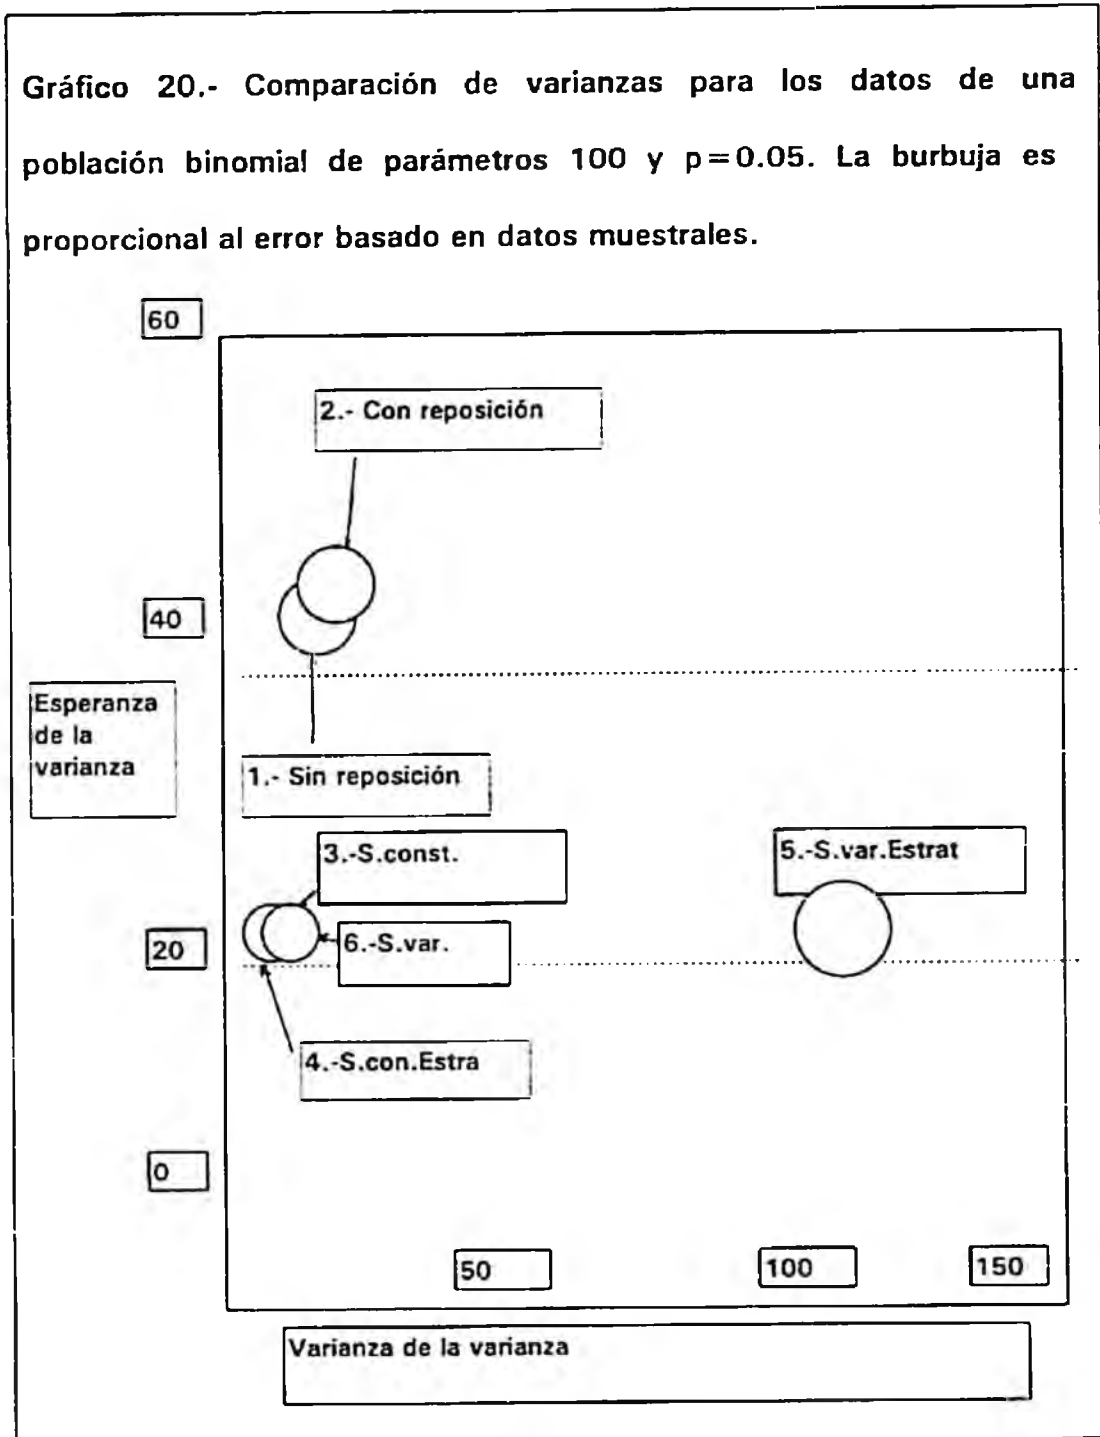 Gráfico 20.- Comparación de varianzas para los datos de una
población binomial de parámetros 100 y p=0.05. La burbuja es
proporcional al error basado en datos muestrales.
60
2.- Con reposición
40
Esperanza
de la
varianza
1.- Sin reposición
3.-S.const.
5.-S.var.Estrat
6.-S.var.
20
4.-S.con.Estra
0
50
100
150
Varianza de la varianza